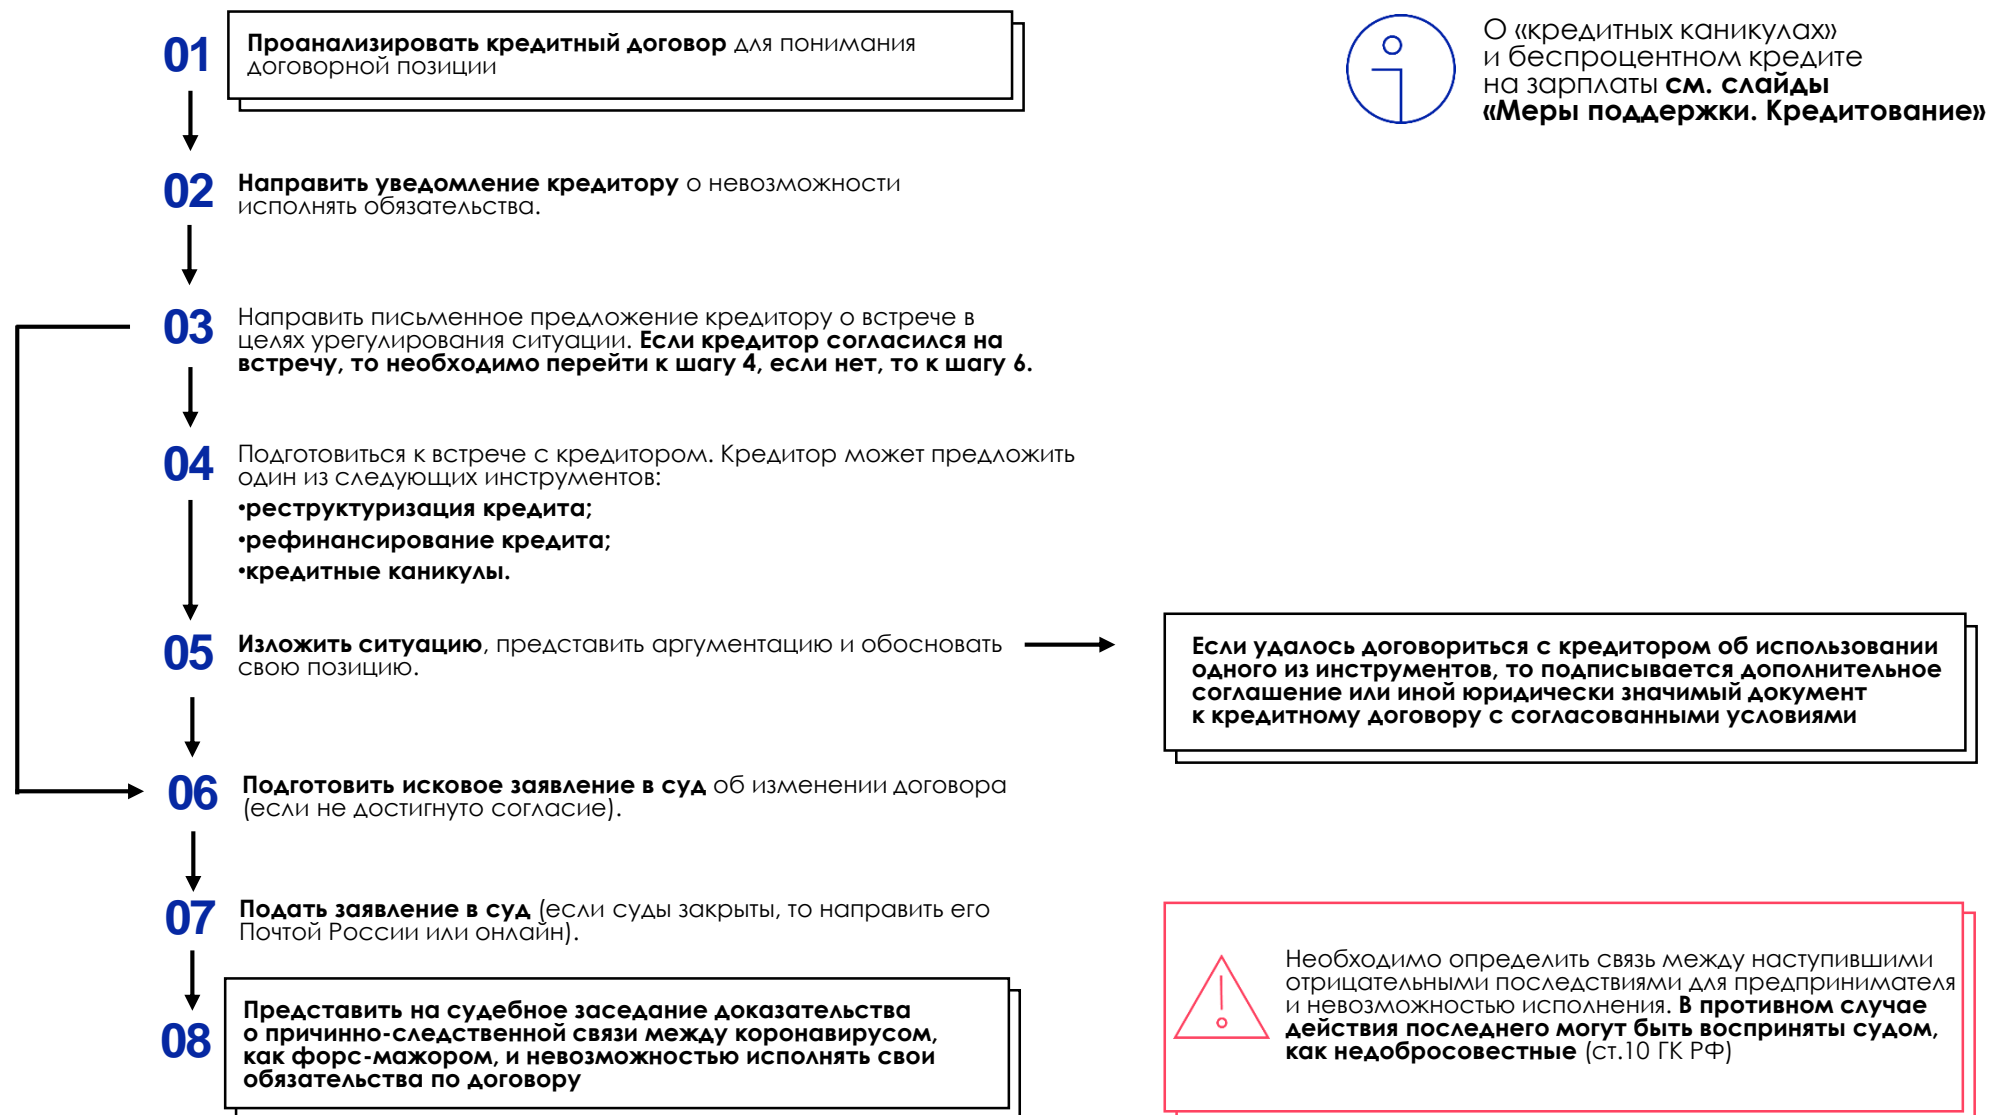 01
Проанализировать кредитный договор для понимания
договорной позиции
О «кредитных каникулах»
и беспроцентном кредите
на зарплаты см. слайды
«Меры поддержки. Кредитование»
02
Направить уведомление кредитору о невозможности
исполнять обязательства.
03
Направить письменное предложение кредитору о встрече в
целях урегулирования ситуации. Если кредитор согласился на
встречу, то необходимо перейти к шагу 4, если нет, то к шагу 6.
04
Подготовиться к встрече с кредитором. Кредитор может предложить
один из следующих инструментов:
•реструктуризация кредита;
•рефинансирование кредита;
•кредитные каникулы.
05
Изложить ситуацию, представить аргументацию и обосновать
свою позицию.
Если удалось договориться с кредитором об использовании
одного из инструментов, то подписывается дополнительное
соглашение или иной юридически значимый документ
к кредитному договору с согласованными условиями
06
Подготовить исковое заявление в суд об изменении договора
(если не достигнуто согласие).
07
Подать заявление в суд (если суды закрыты, то направить его
Почтой России или онлайн).
08
Представить на судебное заседание доказательства
о причинно-следственной связи между коронавирусом,
как форс-мажором, и невозможностью исполнять свои
обязательства по договору
Необходимо определить связь между наступившими
отрицательными последствиями для предпринимателя
и невозможностью исполнения. В противном случае
действия последнего могут быть восприняты судом,
как недобросовестные (ст.10 ГК РФ)